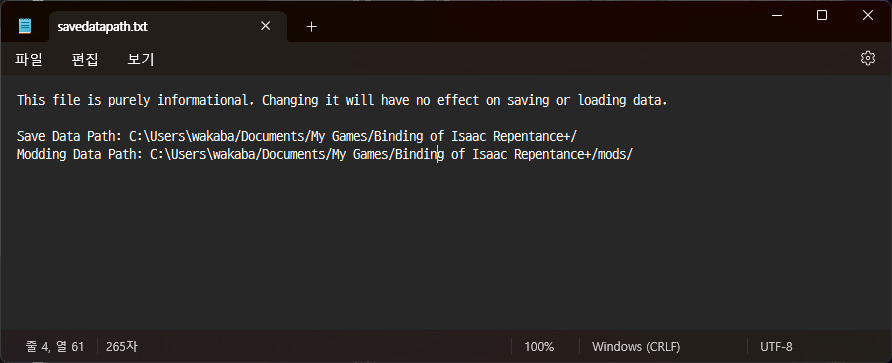 savedatapath.txt
파일 편집 보기
This file is purely informational. Changing it will have no effect on saving or loading data.
Save Data Path: C:\Users\wakaba/Documents/My Games/Binding of Isaac Repentance+/
Modding Data Path: C:\Users\wakaba/Documents/My Games/Binding of Isaac Repentance+/mods/
줄 4, 열 61 265자 100% Windows (CRLF) UTF-8